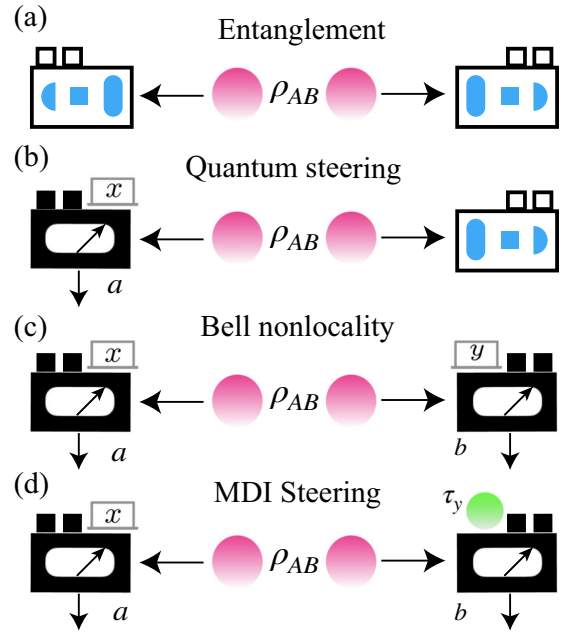 (a)
Entanglement
ρ_AB
(b)
Quantum steering
x
ρ_AB
a
(c)
Bell nonlocality
x
y
ρ_AB
a
b
(d)
MDI Steering
x
τ_y
ρ_AB
a
b